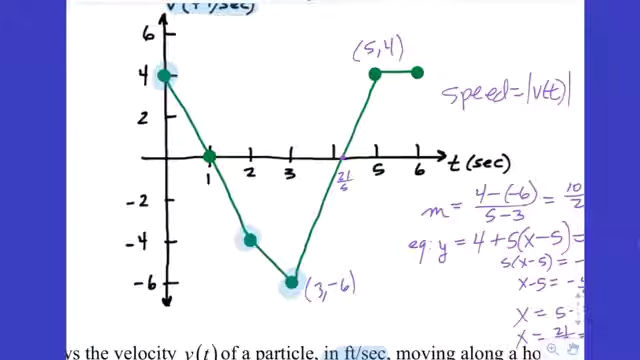 v(ft/sec)
6
4
2
-2
-4
-6
1
2
3
21/5
5
6
t (sec)
(5,4)
(3,-6)
speed = |v(t)|
m = 4-(-6)/5-3 = 10/2
eq: y = 4 + 5(x-5) =
5(x-5) = -
x-5 = -4
x = 5 -
x = 21
ws the velocity v(t) of a particle, in ft/sec, moving along a ho